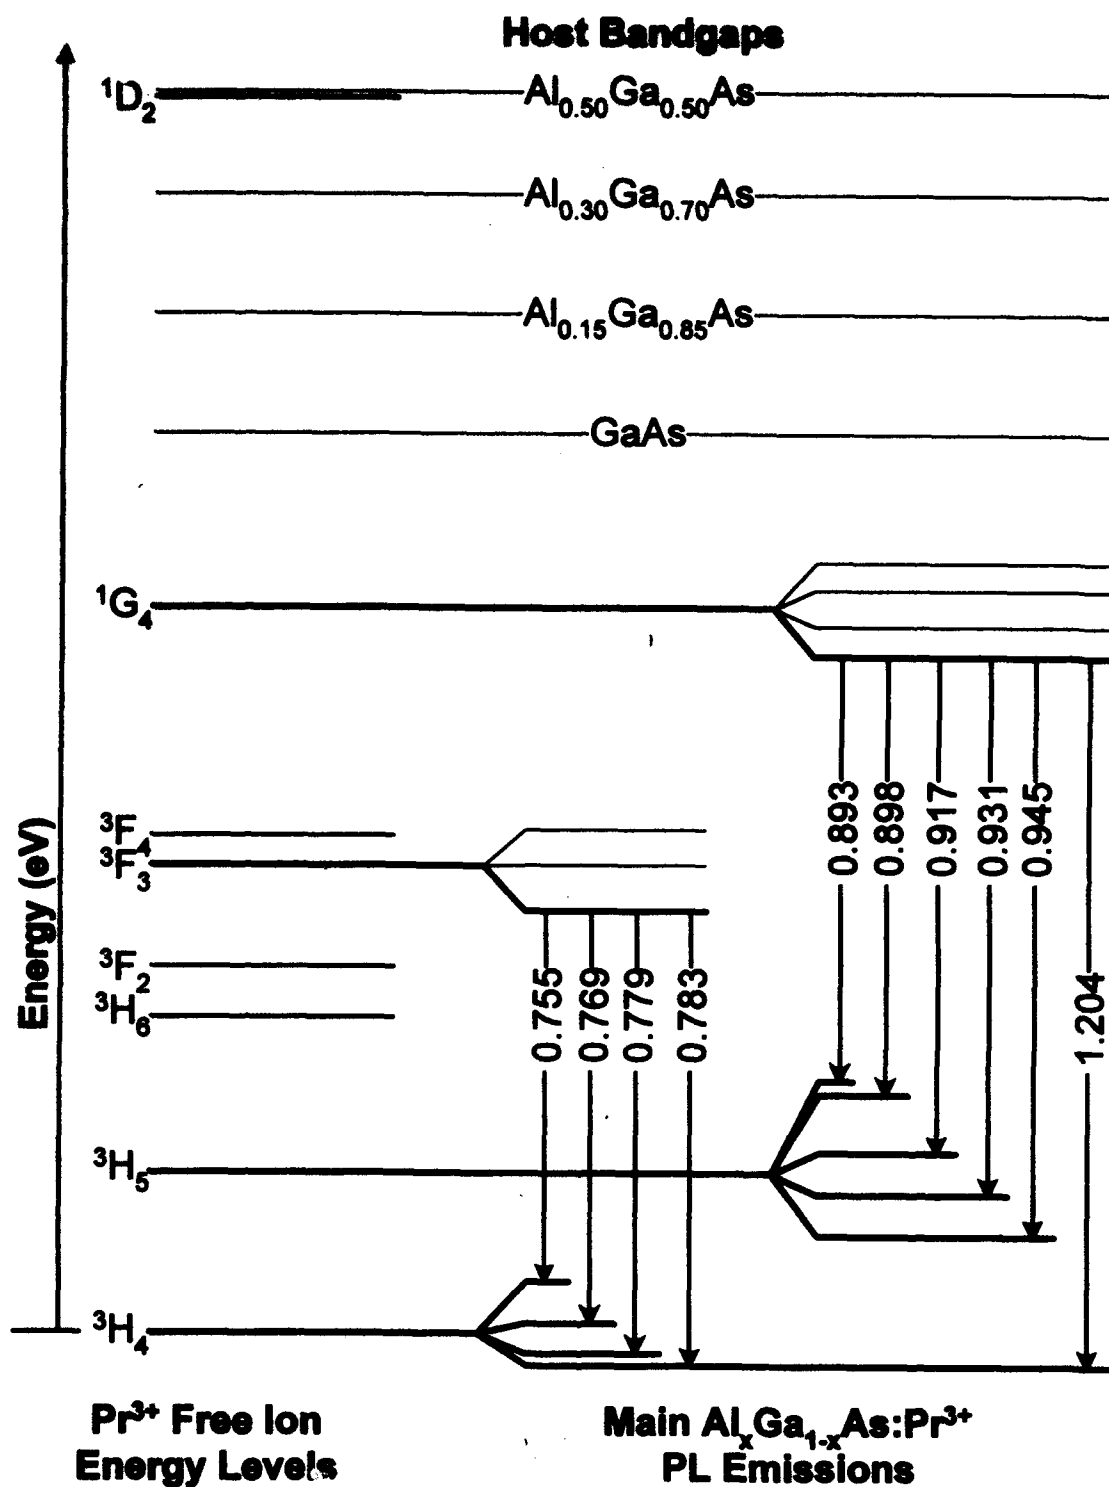 Host Bandgaps
¹D₂
Al₀.₅₀Ga₀.₅₀As
Al₀.₃₀Ga₀.₇₀As
Al₀.₁₅Ga₀.₈₅As
GaAs
¹G₄
0.893
0.898
0.917
0.931
0.945
1.204
³F₄
³F₃
³F₂
³H₆
0.755
0.769
0.779
0.783
³H₅
³H₄
Energy (eV)
Pr³⁺ Free Ion
Energy Levels
Main AlₓGa₁₋ₓAs:Pr³⁺
PL Emissions